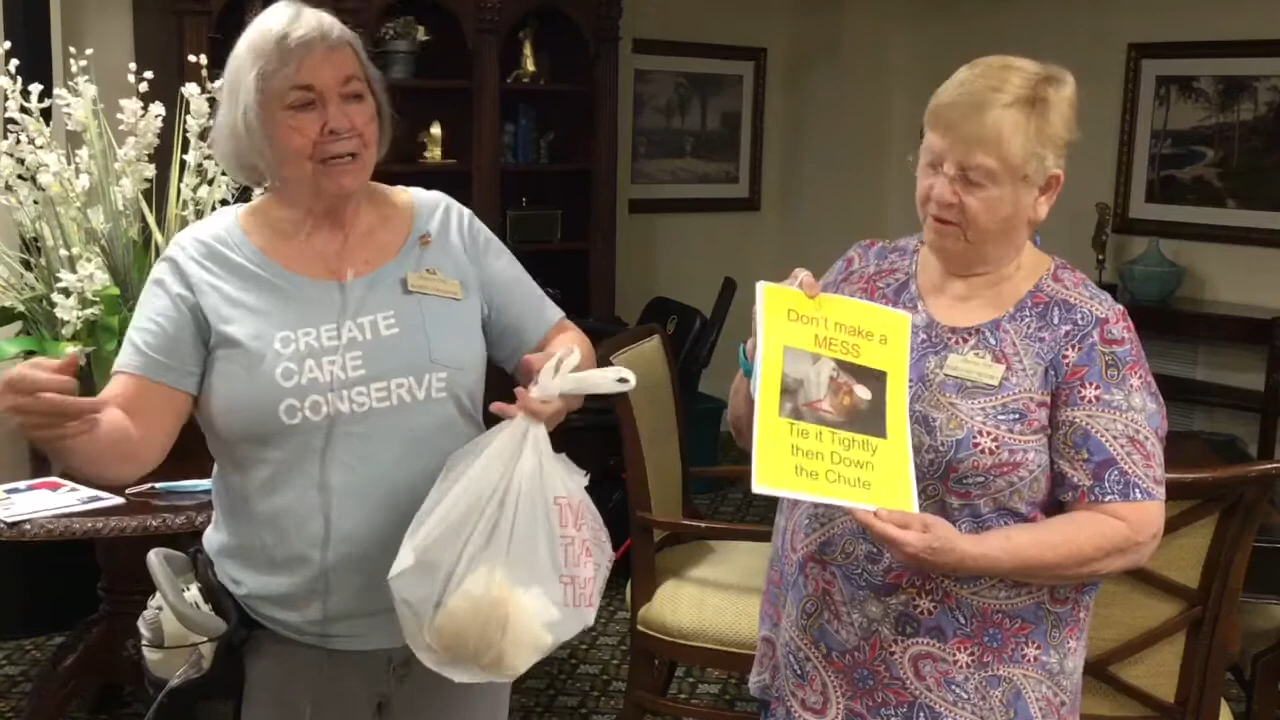 CREATE
CARE
CONSERVE
Don't make a
MESS
Tie it Tightly
then Down
the Chute